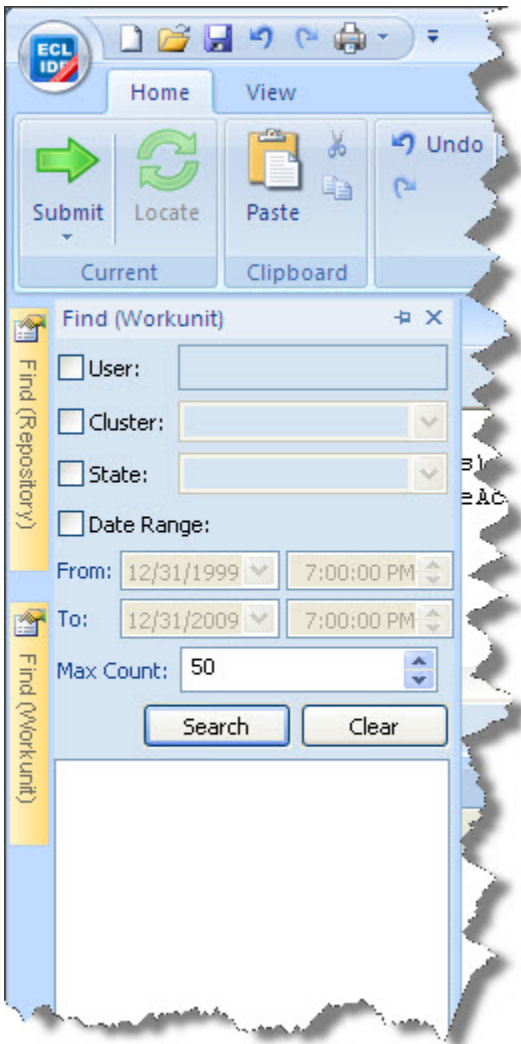 ECL
IDE
Home View
Submit Locate Paste Undo
Current Clipboard
Find (Repository)
Find (Workunit)
Find (Workunit)
User:
Cluster:
State:
Date Range:
From: 12/31/1999 7:00:00 PM
To: 12/31/2009 7:00:00 PM
Max Count: 50
Search Clear